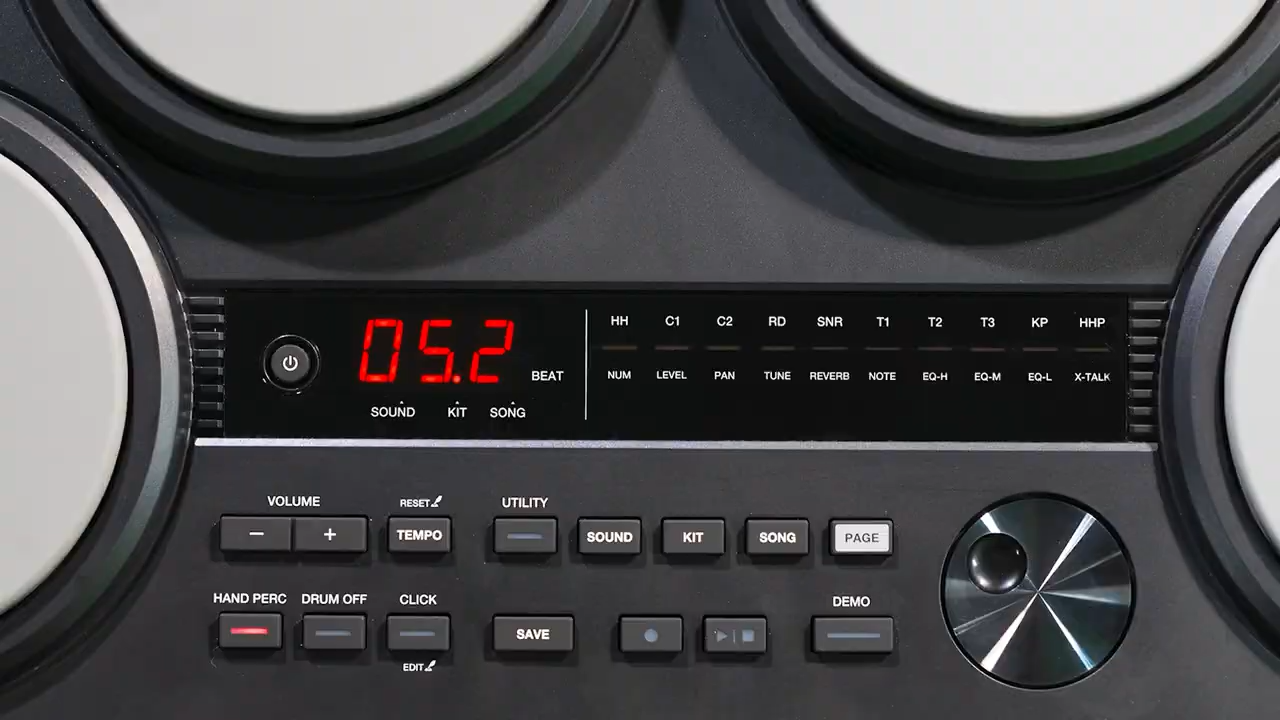 HH C1 C2 RD SNR T1 T2 T3 KP HHP
05.2
BEAT
NUM LEVEL PAN TUNE REVERB NOTE EQ-H EQ-M EQ-L X-TALK
SOUND KIT SONG
VOLUME RESET UTILITY
− + TEMPO SOUND KIT SONG PAGE
HAND PERC DRUM OFF CLICK DEMO
SAVE
EDIT